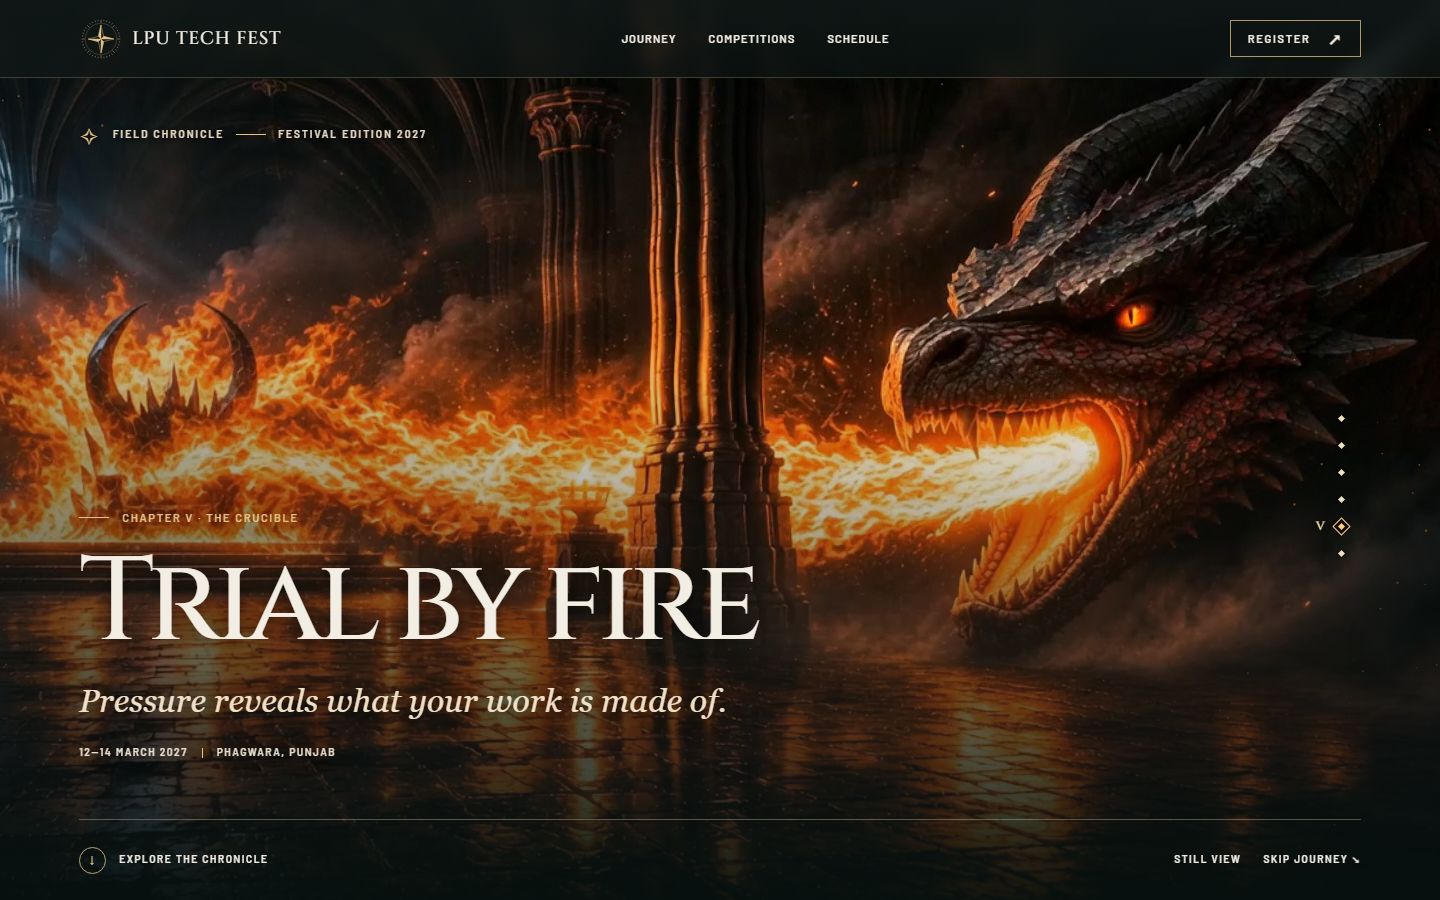 LPU TECH FEST
JOURNEY COMPETITIONS SCHEDULE
REGISTER ↗
FIELD CHRONICLE — FESTIVAL EDITION 2027
CHAPTER V · THE CRUCIBLE
V
TRIAL BY FIRE
Pressure reveals what your work is made of.
12–14 MARCH 2027 | PHAGWARA, PUNJAB
↓ EXPLORE THE CHRONICLE
STILL VIEW SKIP JOURNEY ↘